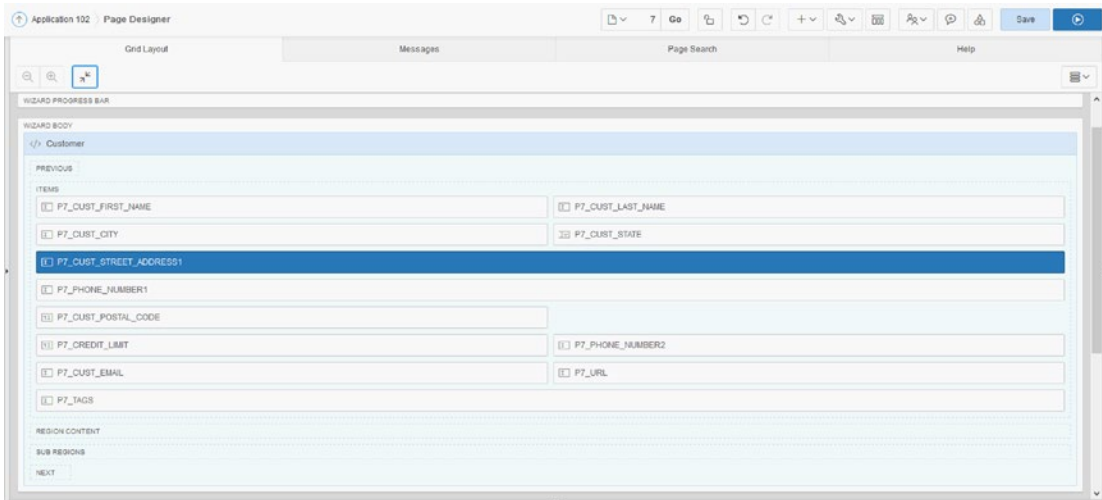 Application 102 Page Designer 7 Go Save
Grid Layout Messages Page Search Help
WIZARD PROGRESS BAR
WIZARD BODY
</> Customer
PREVIOUS
ITEMS
P7_CUST_FIRST_NAME P7_CUST_LAST_NAME
P7_CUST_CITY P7_CUST_STATE
P7_CUST_STREET_ADDRESS1
P7_PHONE_NUMBER1
P7_CUST_POSTAL_CODE
P7_CREDIT_LIMIT P7_PHONE_NUMBER2
P7_CUST_EMAIL P7_URL
P7_TAGS
REGION CONTENT
SUB REGIONS
NEXT